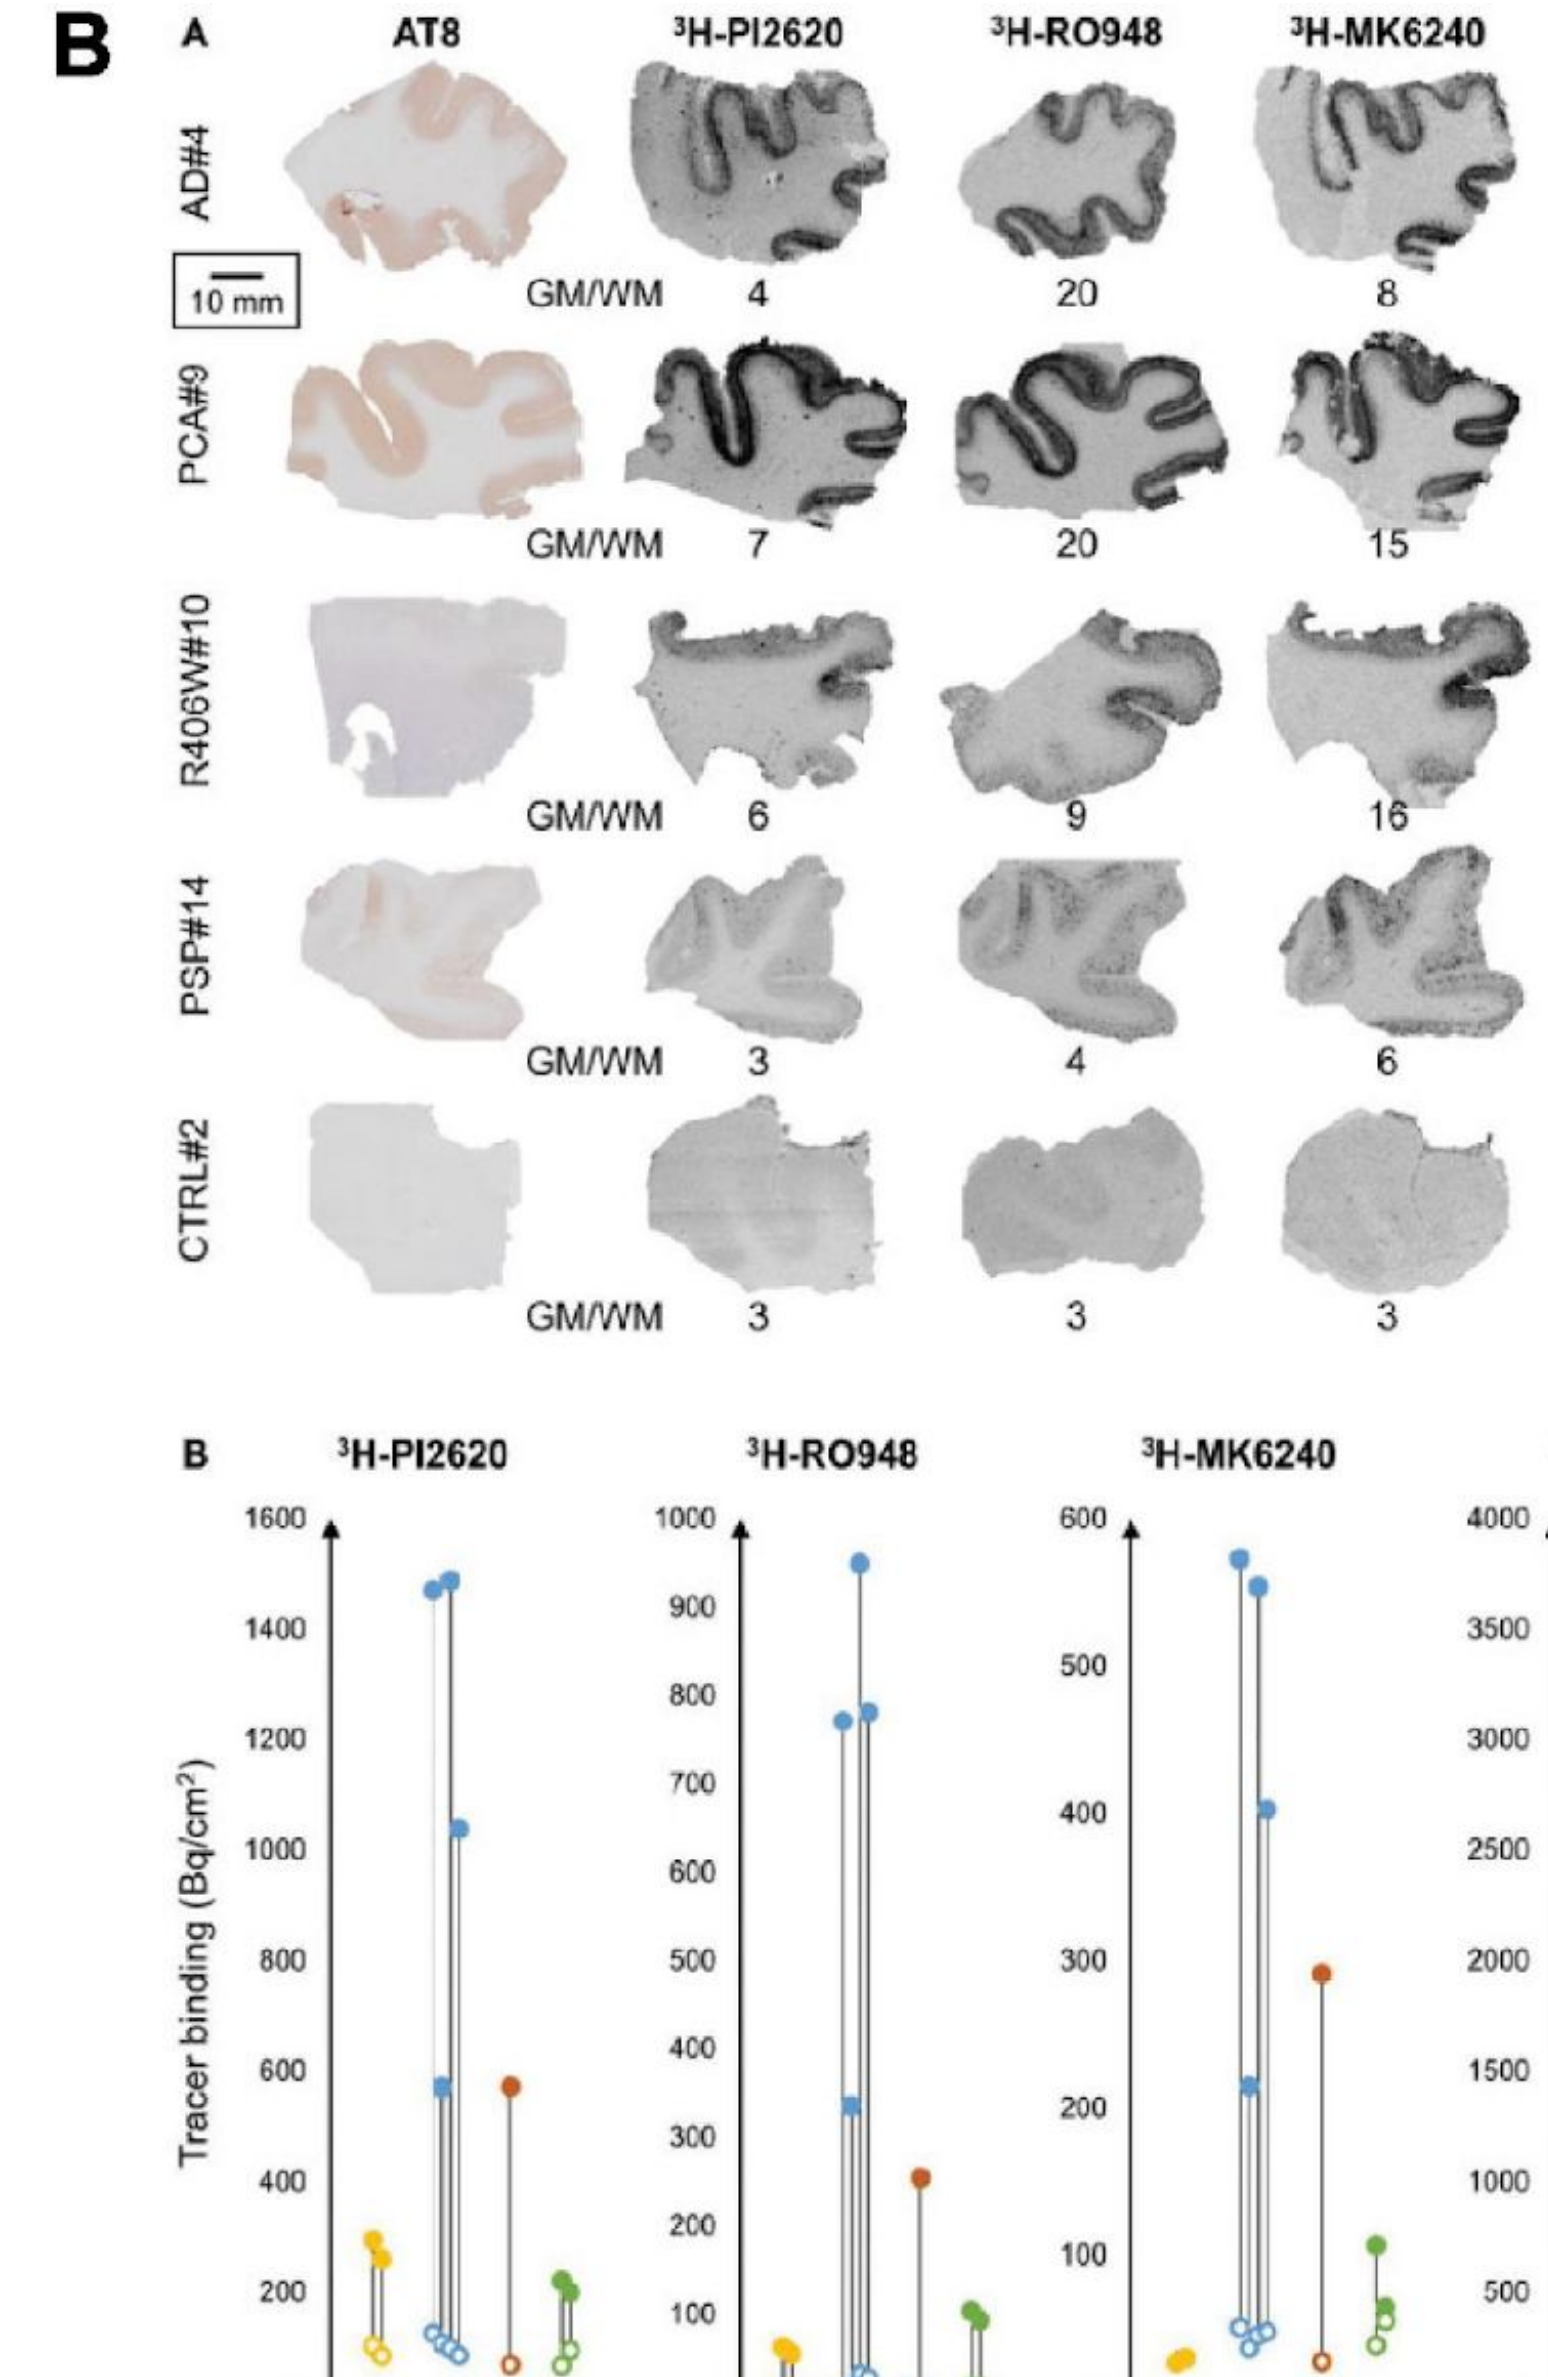 B
A AT8 ³H-PI2620 ³H-RO948 ³H-MK6240
AD#4
10 mm
GM/WM 4 20 8
PCA#9
GM/WM 7 20 15
R406W#10
GM/WM 6 9 16
PSP#14
GM/WM 3 4 6
CTRL#2
GM/WM 3 3 3
B ³H-PI2620 ³H-RO948 ³H-MK6240
Tracer binding (Bq/cm²)
1600
1400
1200
1000
800
600
400
200
1000
900
800
700
600
500
400
300
200
100
600
500
400
300
200
100
4000
3500
3000
2500
2000
1500
1000
500